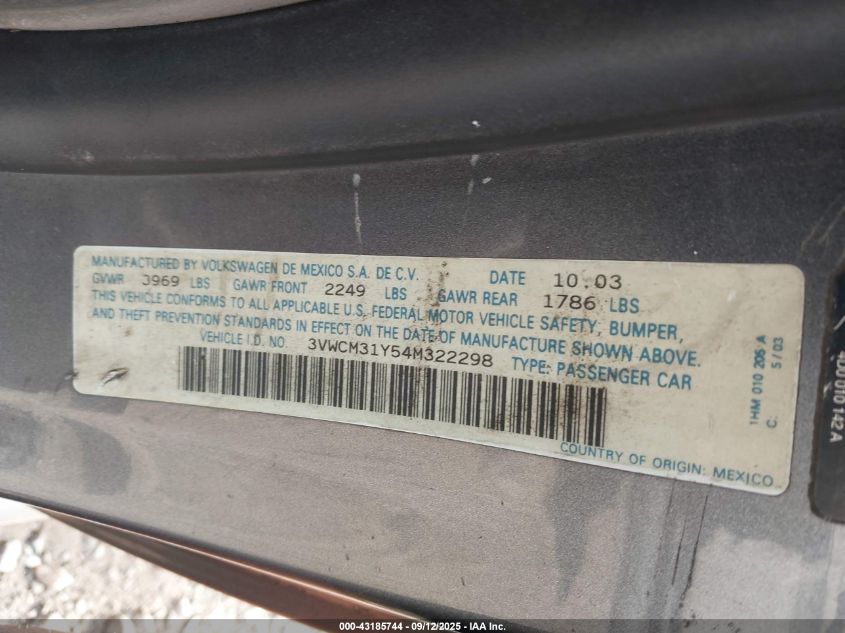 MANUFACTURED BY VOLKSWAGEN DE MEXICO S.A. DE C.V. DATE 10.03
GVWR 3969 LBS GAWR FRONT 2249 LBS GAWR REAR 1786 LBS
THIS VEHICLE CONFORMS TO ALL APPLICABLE U.S. FEDERAL MOTOR VEHICLE SAFETY, BUMPER,
AND THEFT PREVENTION STANDARDS IN EFFECT ON THE DATE OF MANUFACTURE SHOWN ABOVE.
VEHICLE I.D. NO. 3VWCM31Y54M322298 TYPE: PASSENGER CAR
COUNTRY OF ORIGIN: MEXICO
1HM 010 205 A
C. 5/03
4D0010142A
000-43185744 - 09/12/2025 - IAA Inc.